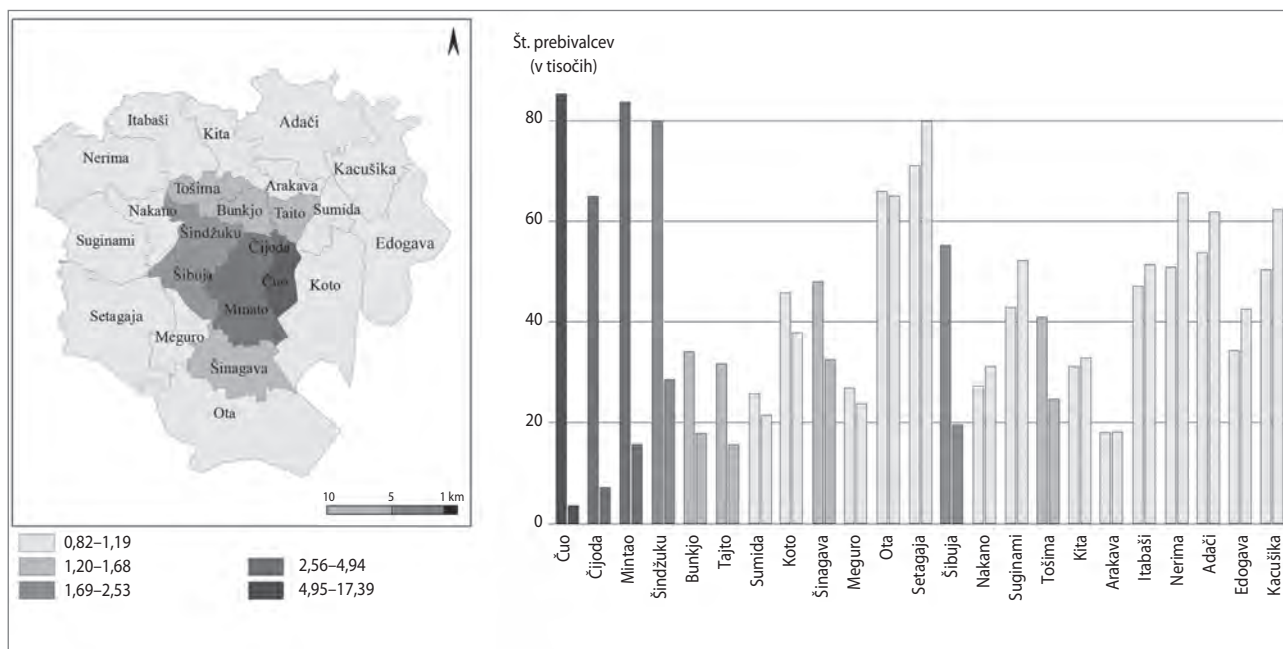 Itabaši
Kita
Adači
Nerima
Kacušika
Tošima
Arakava
Nakano
Bunkjo
Taito
Sumida
Suginami
Šindžuku
Čijoda
Edogava
Šibuja
Čuo
Koto
Setagaja
Minato
Meguro
Šinagava
Ota
10 5 1 km
0,82–1,19
1,20–1,68
1,69–2,53
2,56–4,94
4,95–17,39
Št. prebivalcev
(v tisočih)
80
60
40
20
0
Čuo
Čijoda
Mintao
Šindžuku
Bunkjo
Tajto
Sumida
Koto
Šinagava
Meguro
Ota
Setagaja
Šibuja
Nakano
Suginami
Tošima
Kita
Arakava
Itabaši
Nerima
Adači
Edogava
Kacušika